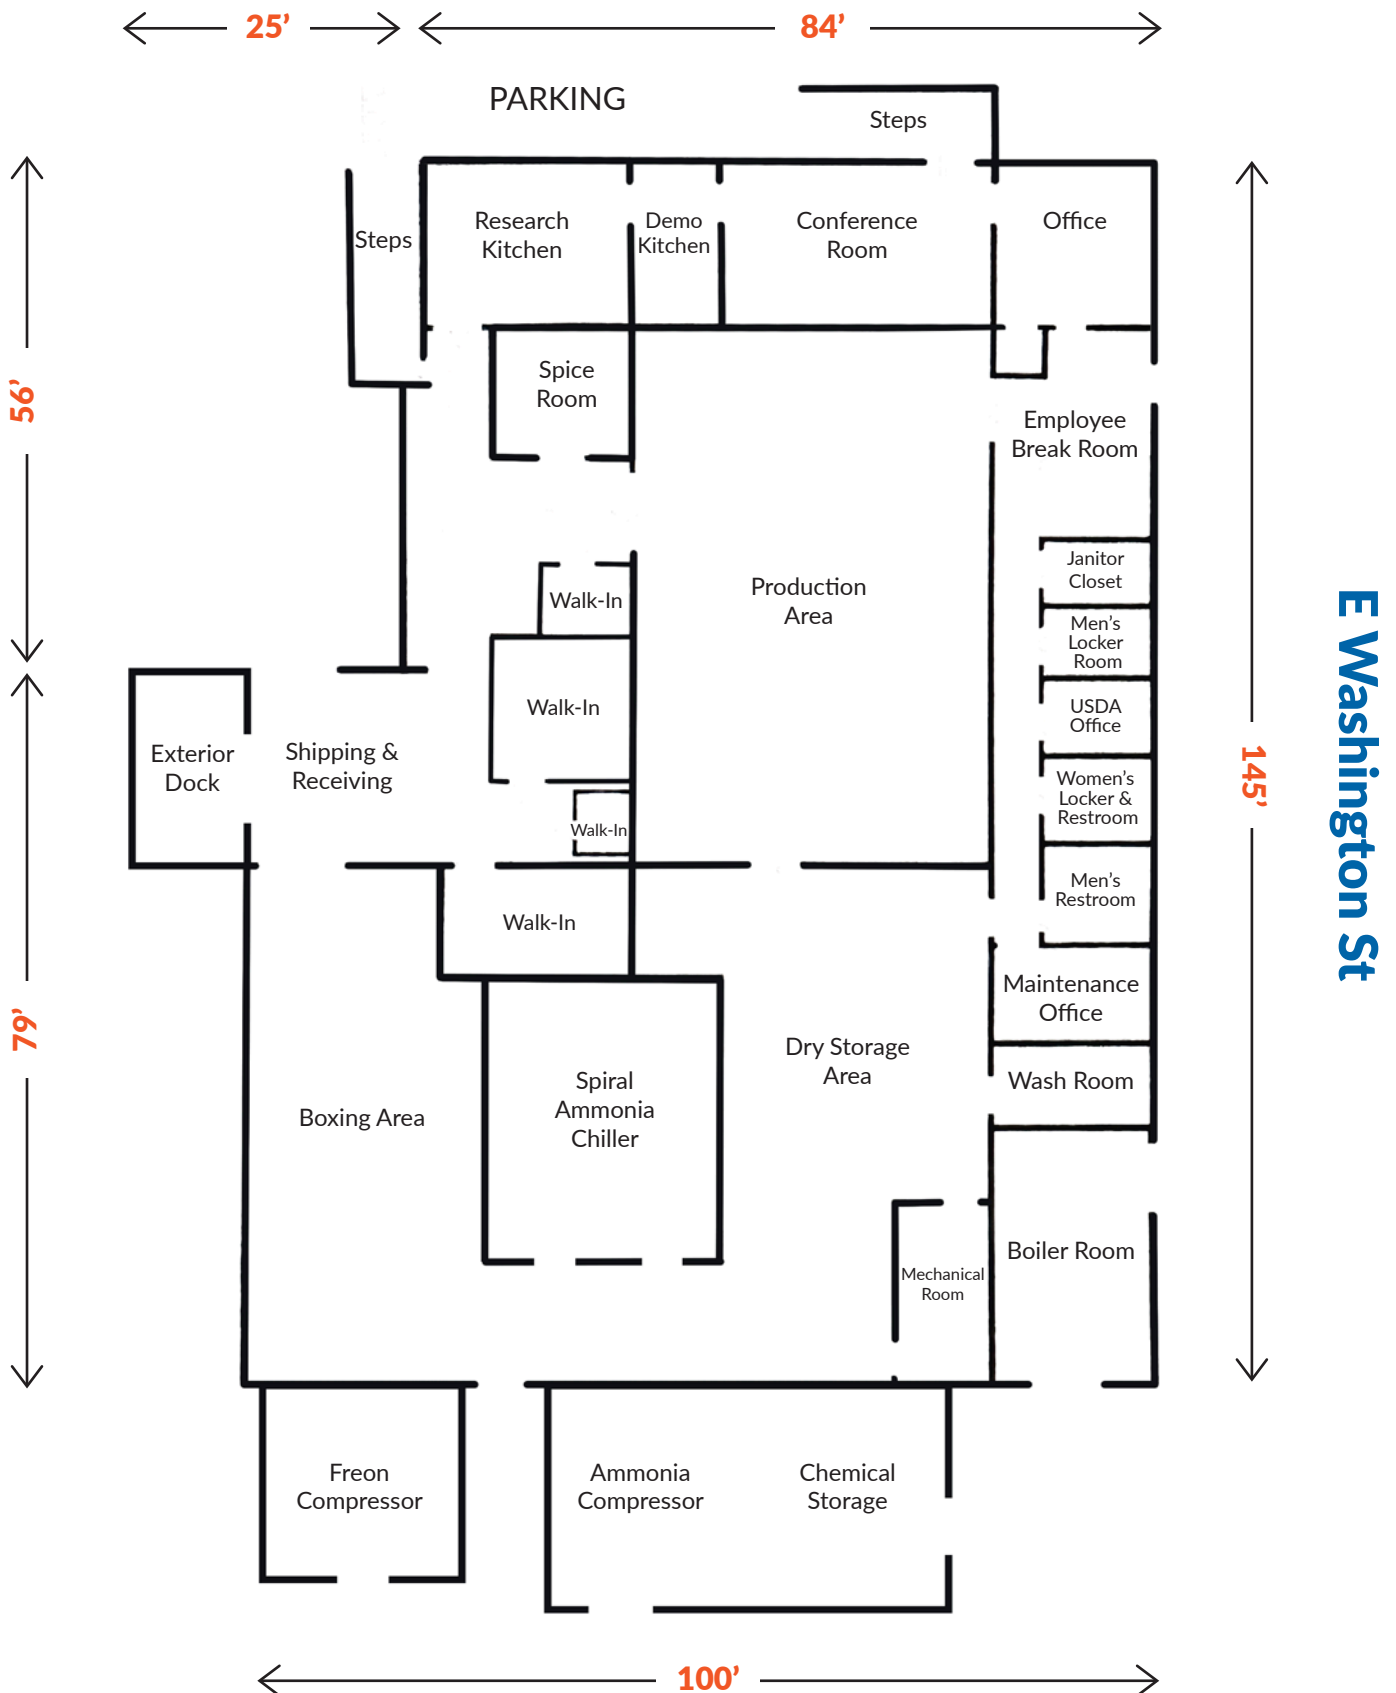 25’
84’
PARKING
Steps
Steps
Research
Kitchen
Demo
Kitchen
Conference
Room
Office
Spice
Room
56’
Employee
Break Room
Walk-In
Production
Area
Janitor
Closet
Men’s
Locker
Room
Walk-In
USDA
Office
Exterior
Dock
Shipping &
Receiving
Women’s
Locker &
Restroom
145’
E Washington St
Walk-In
Men’s
Restroom
Walk-In
Maintenance
Office
79’
Dry Storage
Area
Wash Room
Spiral
Ammonia
Chiller
Boxing Area
Boiler Room
Mechanical
Room
Freon
Compressor
Ammonia
Compressor
Chemical
Storage
100’